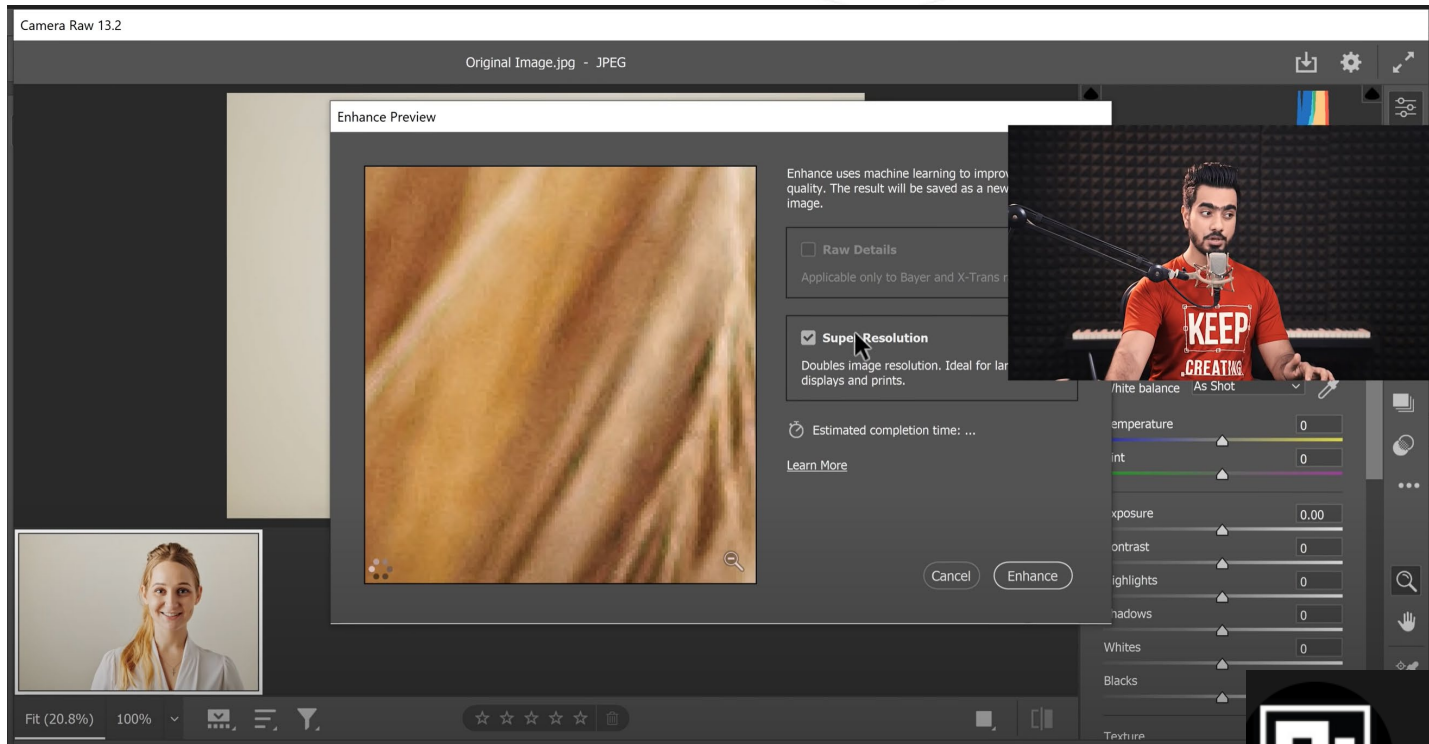 Camera Raw 13.2
Original Image.jpg - JPEG
Enhance Preview
Enhance uses machine learning to improv
quality. The result will be saved as a new
image.
Raw Details
Applicable only to Bayer and X-Trans r
Super Resolution
Doubles image resolution. Ideal for lar
displays and prints.
Estimated completion time: ...
Learn More
Cancel
Enhance
KEEP
CREATING
White balance As Shot
emperature 0
int 0
xposure 0.00
ontrast 0
ighlights 0
hadows 0
Whites 0
Blacks
Texture
Fit (20.8%) 100%